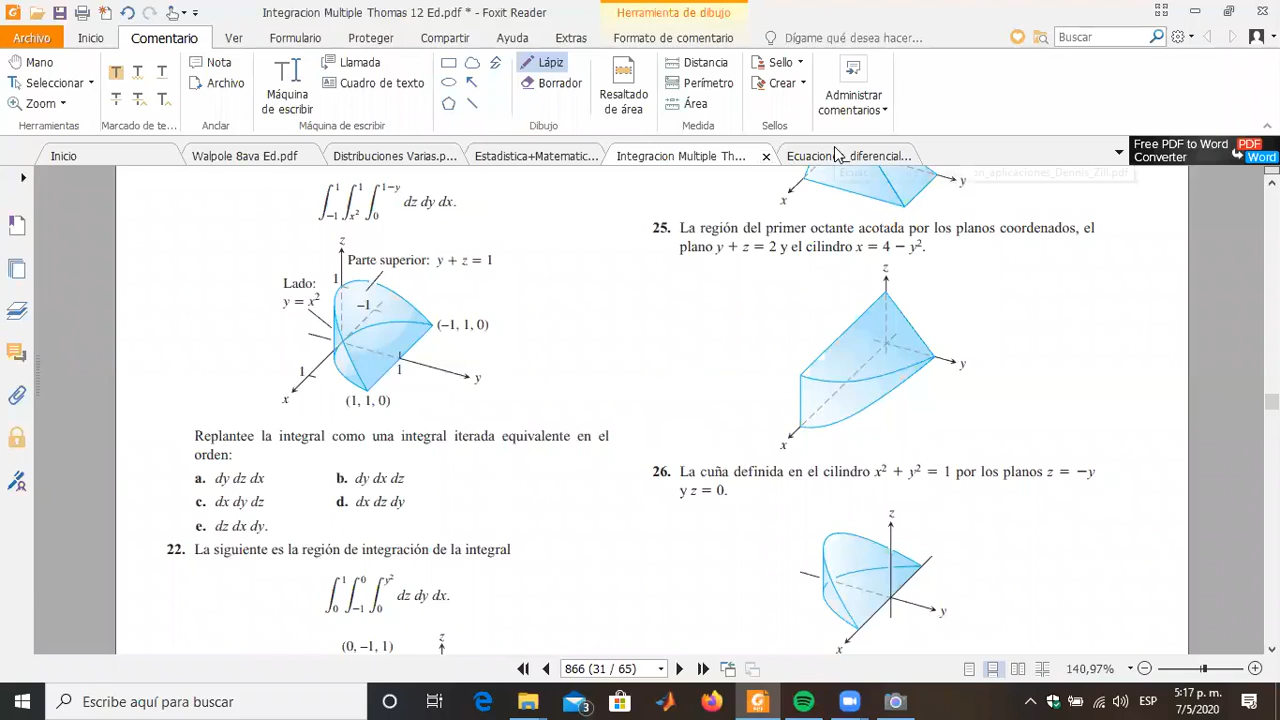 Integracion Multiple Thomas 12 Ed.pdf * - Foxit Reader
Herramienta de dibujo
Archivo
Inicio
Comentario
Ver
Formulario
Proteger
Compartir
Ayuda
Extras
Formato de comentario
Dígame qué desea hacer...
Buscar
Mano
Seleccionar
Zoom
Herramientas
T T T
T T T
Marcado de te...
Nota
Archivo
Andar
Máquina
de escribir
Llamada
Cuadro de texto
Máquina de escribir
Lápiz
Borrador
Dibujo
Resaltado
de área
Distancia
Perímetro
Área
Medida
Sello
Crear
Sellos
Administrar
comentarios
Inicio
Walpole 8ava Ed.pdf
Distribuciones Varias.p...
Estadistica+Matematic...
Integracion Multiple Th...
diferencial...
Free PDF to Word
Converter
PDF
Word
∫₋₁¹ ∫ₓ²¹ ∫₀¹⁻ʸ dz dy dx.
z
Parte superior: y + z = 1
1
Lado:
y = x²
−1
(−1, 1, 0)
1
1
y
x
(1, 1, 0)
Replantee la integral como una integral iterada equivalente en el
orden:
a. dy dz dx
b. dy dx dz
c. dx dy dz
d. dx dz dy
e. dz dx dy.
22. La siguiente es la región de integración de la integral
∫₀¹ ∫₋₁⁰ ∫₀^y² dz dy dx.
(0, −1, 1)
z
x
y
25. La región del primer octante acotada por los planos coordenados, el
plano y + z = 2 y el cilindro x = 4 − y².
z
y
x
26. La cuña definida en el cilindro x² + y² = 1 por los planos z = −y
y z = 0.
z
y
x
866 (31 / 65)
140,97%
Escribe aquí para buscar
3
ESP
5:17 p. m.
7/5/2020